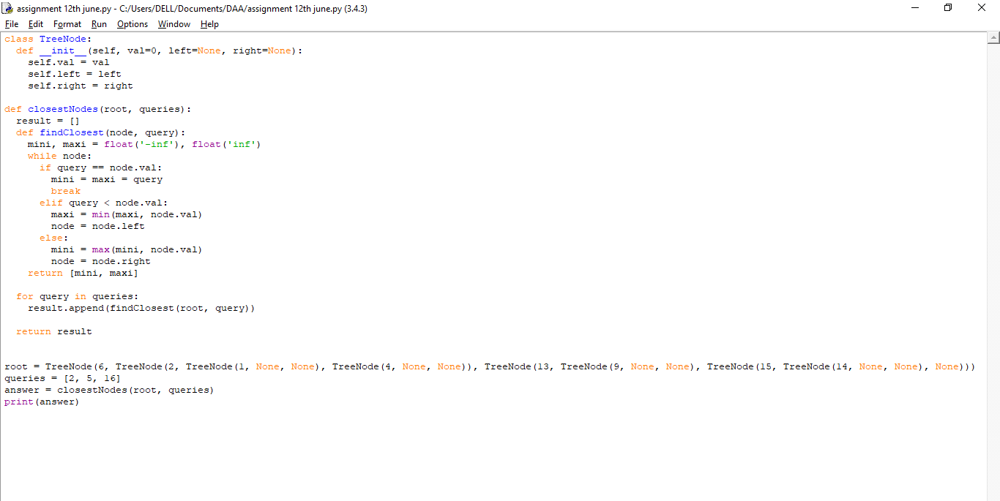 assignment 12th june.py - C:/Users/DELL/Documents/DAA/assignment 12th june.py (3.4.3)
File Edit Format Run Options Window Help
class TreeNode:
  def __init__(self, val=0, left=None, right=None):
    self.val = val
    self.left = left
    self.right = right

def closestNodes(root, queries):
  result = []
  def findClosest(node, query):
    mini, maxi = float('-inf'), float('inf')
    while node:
      if query == node.val:
        mini = maxi = query
        break
      elif query < node.val:
        maxi = min(maxi, node.val)
        node = node.left
      else:
        mini = max(mini, node.val)
        node = node.right
    return [mini, maxi]

  for query in queries:
    result.append(findClosest(root, query))

  return result


root = TreeNode(6, TreeNode(2, TreeNode(1, None, None), TreeNode(4, None, None)), TreeNode(13, TreeNode(9, None, None), TreeNode(15, TreeNode(14, None, None), None)))
queries = [2, 5, 16]
answer = closestNodes(root, queries)
print(answer)